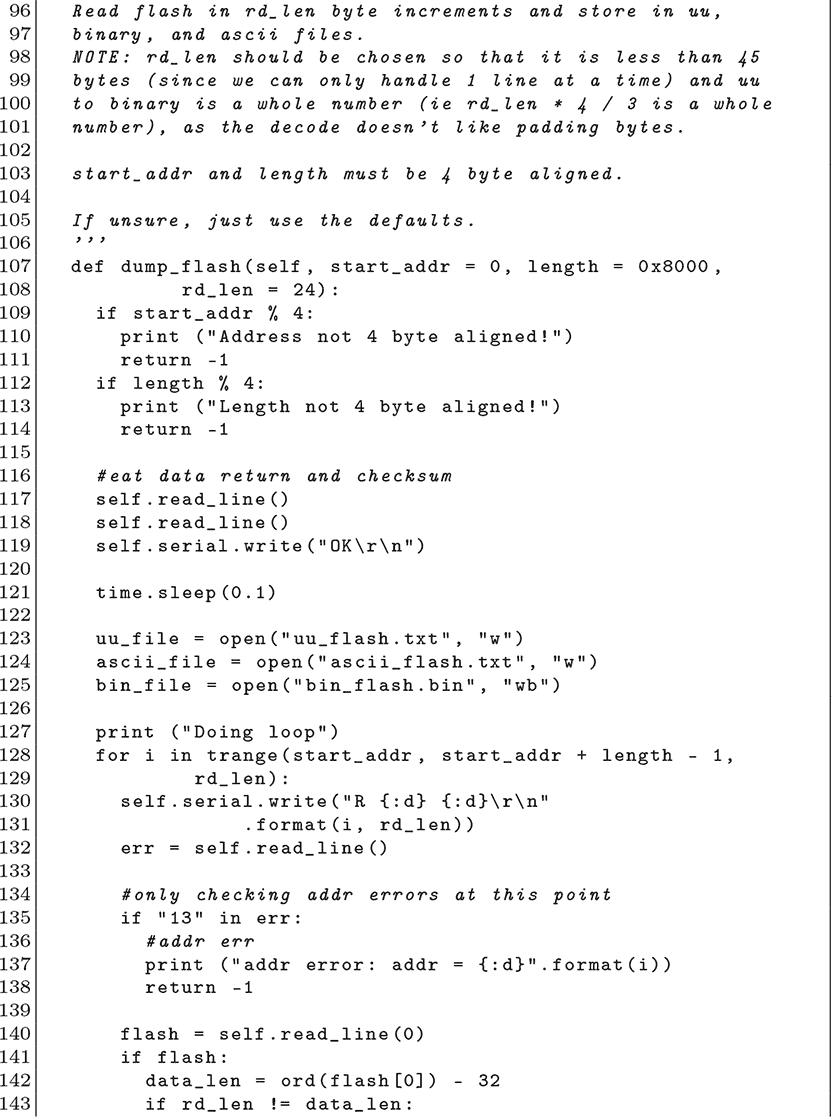 96 Read flash in rd_len byte increments and store in uu,
97 binary, and ascii files.
98 NOTE: rd_len should be chosen so that it is less than 45
99 bytes (since we can only handle 1 line at a time) and uu
100 to binary is a whole number (ie rd_len * 4 / 3 is a whole
101 number), as the decode doesn't like padding bytes.
102
103 start_addr and length must be 4 byte aligned.
104
105 If unsure, just use the defaults.
106 '''
107 def dump_flash(self, start_addr = 0, length = 0x8000,
108 rd_len = 24):
109 if start_addr % 4:
110 print ("Address not 4 byte aligned!")
111 return -1
112 if length % 4:
113 print ("Length not 4 byte aligned!")
114 return -1
115
116 #eat data return and checksum
117 self.read_line()
118 self.read_line()
119 self.serial.write("OK\r\n")
120
121 time.sleep(0.1)
122
123 uu_file = open("uu_flash.txt", "w")
124 ascii_file = open("ascii_flash.txt", "w")
125 bin_file = open("bin_flash.bin", "wb")
126
127 print ("Doing loop")
128 for i in trange(start_addr, start_addr + length - 1,
129 rd_len):
130 self.serial.write("R {:d} {:d}\r\n"
131 .format(i, rd_len))
132 err = self.read_line()
133
134 #only checking addr errors at this point
135 if "13" in err:
136 #addr err
137 print ("addr error: addr = {:d}".format(i))
138 return -1
139
140 flash = self.read_line(0)
141 if flash:
142 data_len = ord(flash[0]) - 32
143 if rd_len != data_len: